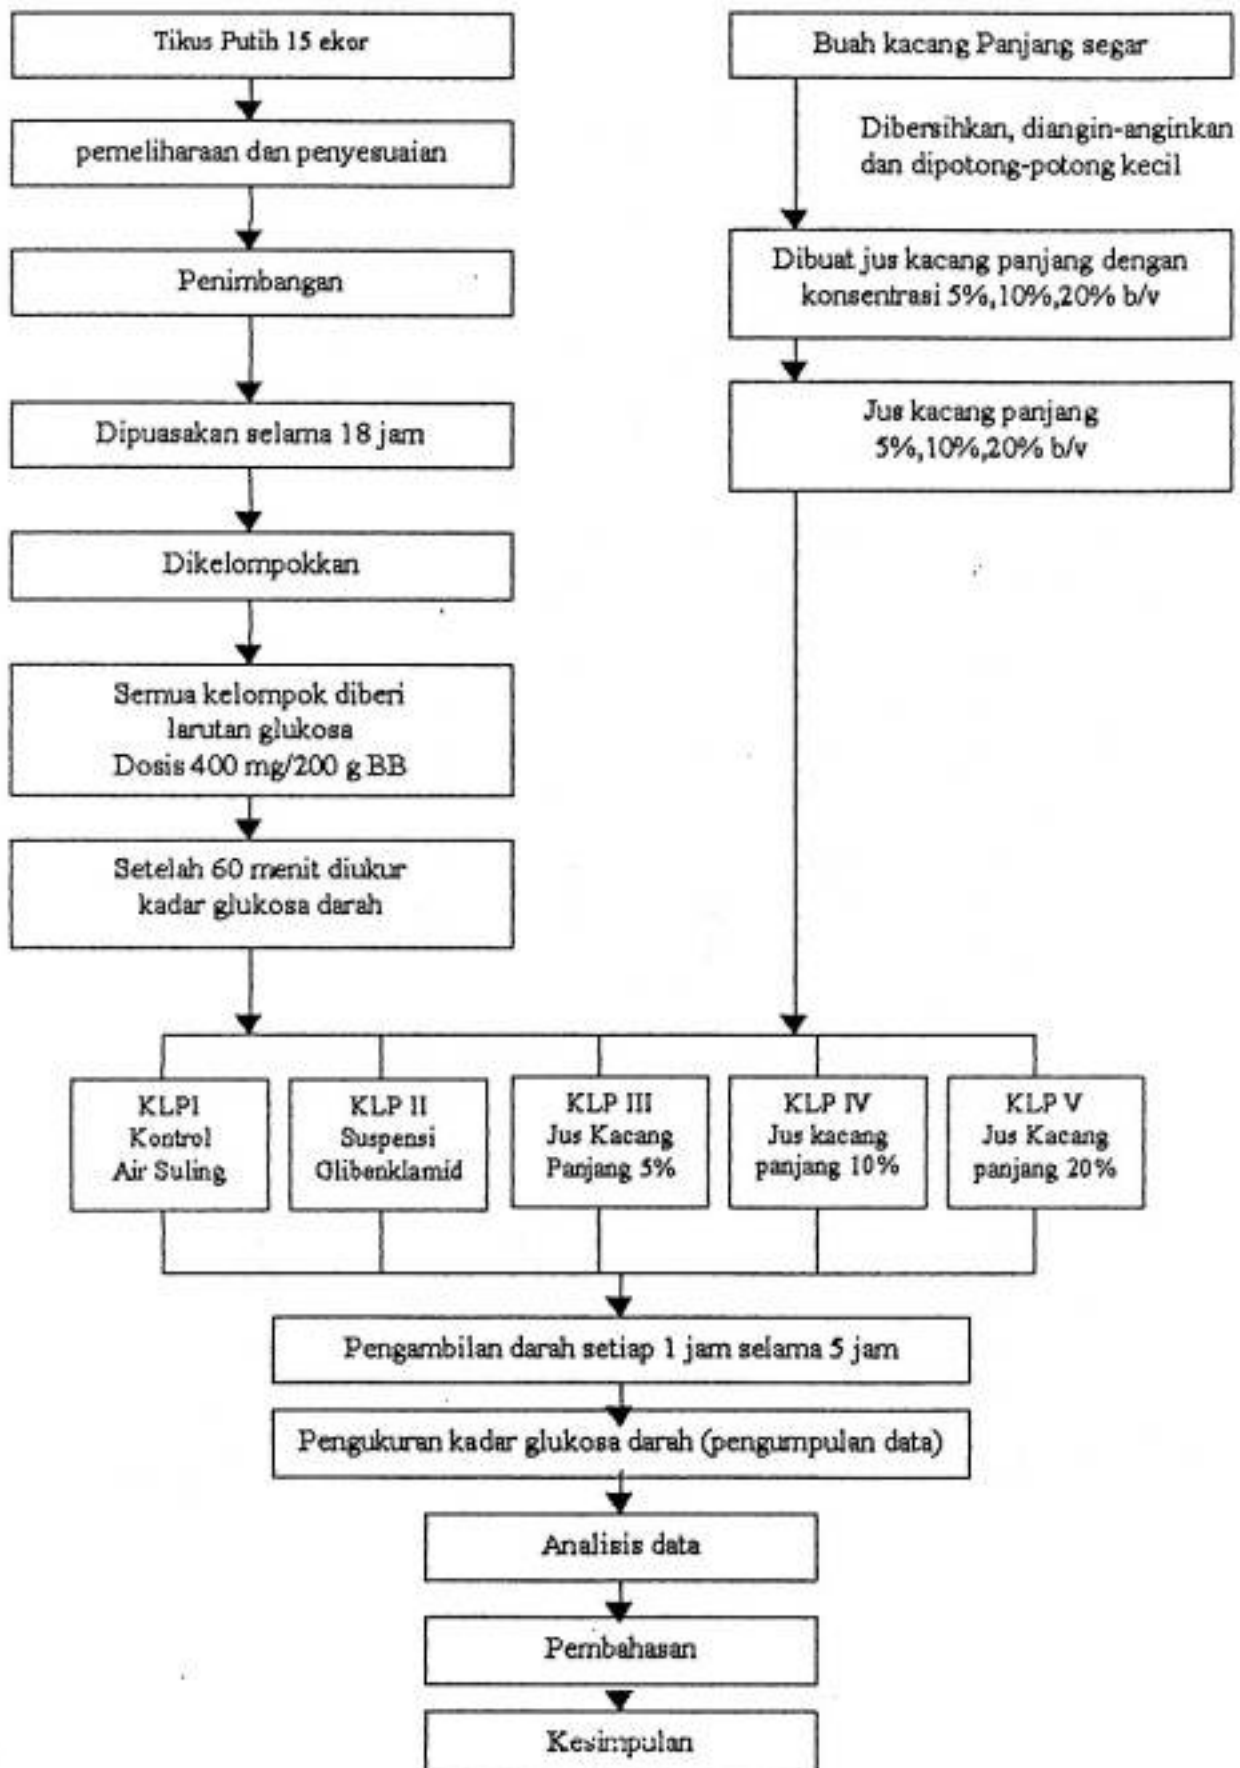 Tikus Putih 15 ekor
pemeliharaan dan penyesuaian
Penimbangan
Dipuasakan selama 18 jam
Dikelompokkan
Semua kelompok diberi
larutan glukosa
Dosis 400 mg/200 g BB
Setelah 60 menit diukur
kadar glukosa darah
Buah kacang Panjang segar
Dibersihkan, diangin-anginkan
dan dipotong-potong kecil
Dibuat jus kacang panjang dengan
konsentrasi 5%,10%,20% b/v
Jus kacang panjang
5%,10%,20% b/v
KLP I
Kontrol
Air Suling
KLP II
Suspensi
Glibenklamid
KLP III
Jus Kacang
Panjang 5%
KLP IV
Jus kacang
panjang 10%
KLP V
Jus Kacang
panjang 20%
Pengambilan darah setiap 1 jam selama 5 jam
Pengukuran kadar glukosa darah (pengumpulan data)
Analisis data
Pembahasan
Kesimpulan